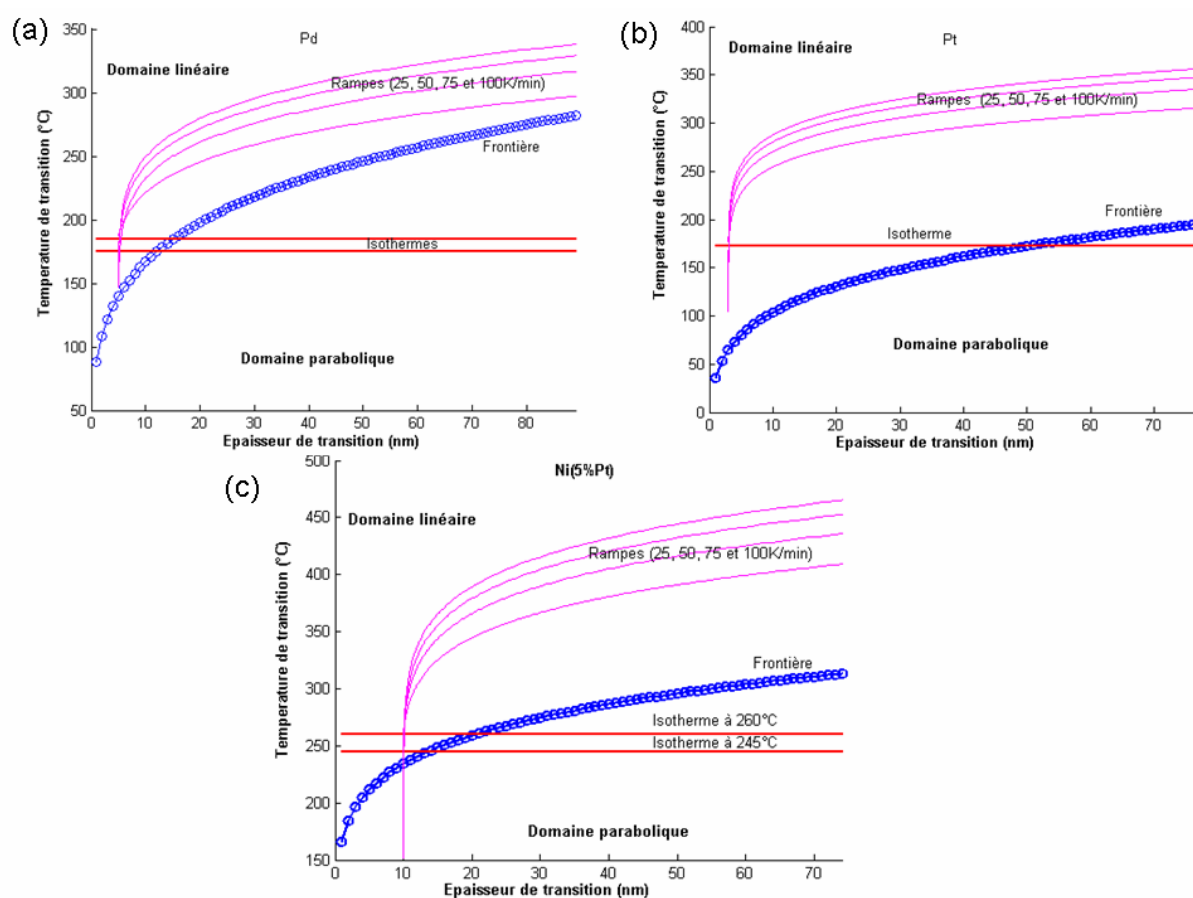 (a)
Pd
Domaine linéaire
Rampes (25, 50, 75 et 100K/min)
Frontière
Isothermes
Domaine parabolique
Temperature de transition (°C)
350
300
250
200
150
100
50
0 10 20 30 40 50 60 70 80
Epaisseur de transition (nm)
(b)
Pt
Domaine linéaire
Rampes (25, 50, 75 et 100K/min)
Frontière
Isotherme
Domaine parabolique
Température de transition (°C)
400
350
300
250
200
150
100
50
0
0 10 20 30 40 50 60 70
Epaisseur de transition (nm)
(c)
Ni(5%Pt)
Domaine linéaire
Rampes (25, 50, 75 et 100K/min)
Frontière
Isotherme à 260°C
Isotherme à 245°C
Domaine parabolique
Température de transition (°C)
500
450
400
350
300
250
200
150
0 10 20 30 40 50 60 70
Epaisseur de transition (nm)